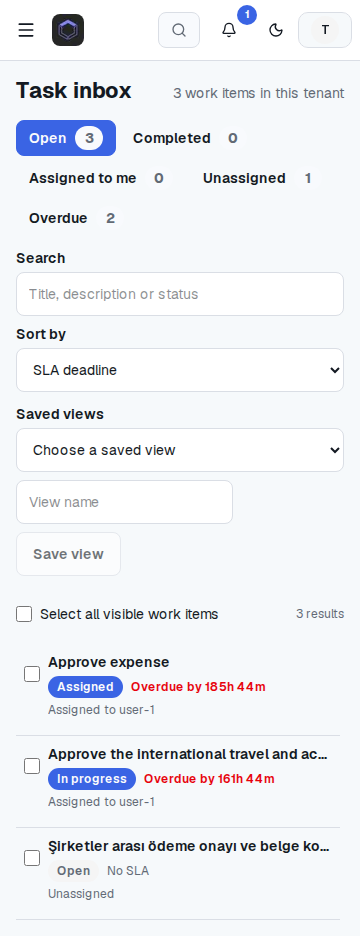 1
T
Task inbox
3 work items in this tenant
Open 3
Completed 0
Assigned to me 0
Unassigned 1
Overdue 2
Search
Title, description or status
Sort by
SLA deadline
Saved views
Choose a saved view
View name
Save view
Select all visible work items
3 results
Approve expense
Assigned Overdue by 185h 44m
Assigned to user-1
Approve the international travel and ac...
In progress Overdue by 161h 44m
Assigned to user-1
Şirketler arası ödeme onayı ve belge ko...
Open No SLA
Unassigned